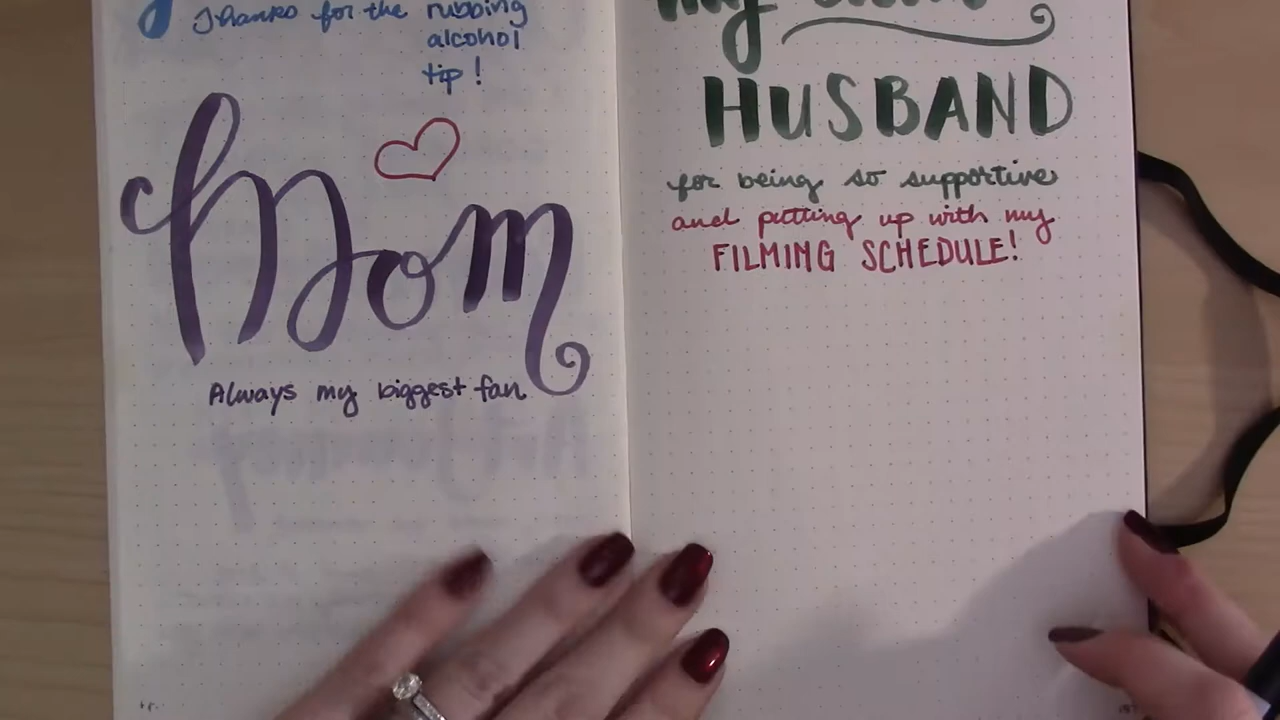 Thanks for the rubbing
alcohol
tip!
Mom
Always my biggest fan
my
HUSBAND
for being so supportive
and putting up with my
FILMING SCHEDULE!